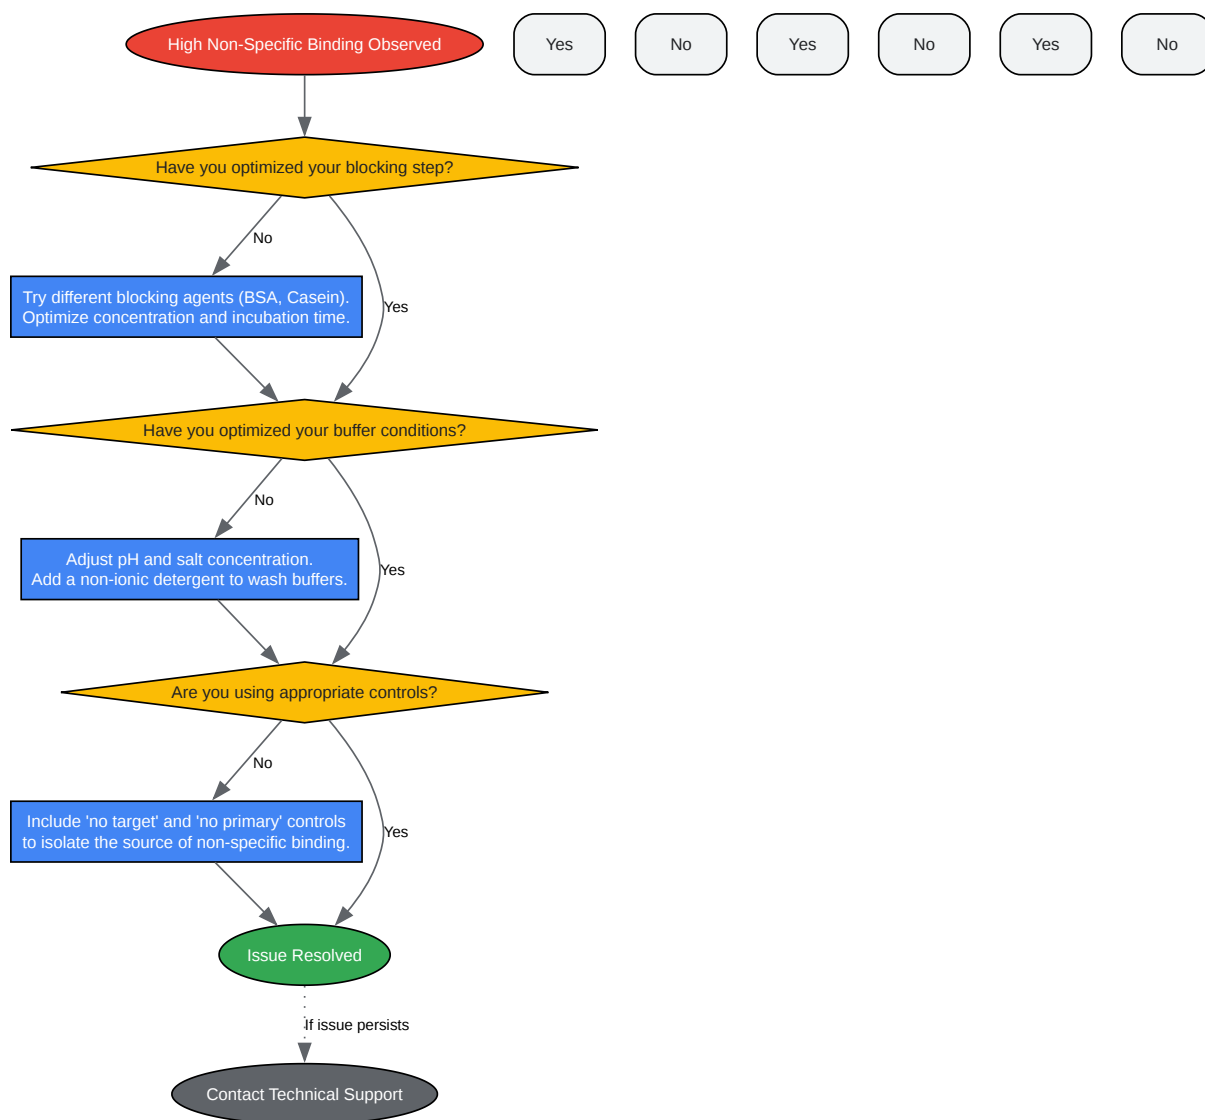 High Non-Specific Binding Observed
Yes
No
Yes
No
Yes
No
Have you optimized your blocking step?
No
Try different blocking agents (BSA, Casein).
Optimize concentration and incubation time.
Yes
Have you optimized your buffer conditions?
No
Adjust pH and salt concentration.
Add a non-ionic detergent to wash buffers.
Yes
Are you using appropriate controls?
No
Include 'no target' and 'no primary' controls
to isolate the source of non-specific binding.
Yes
Issue Resolved
If issue persists
Contact Technical Support